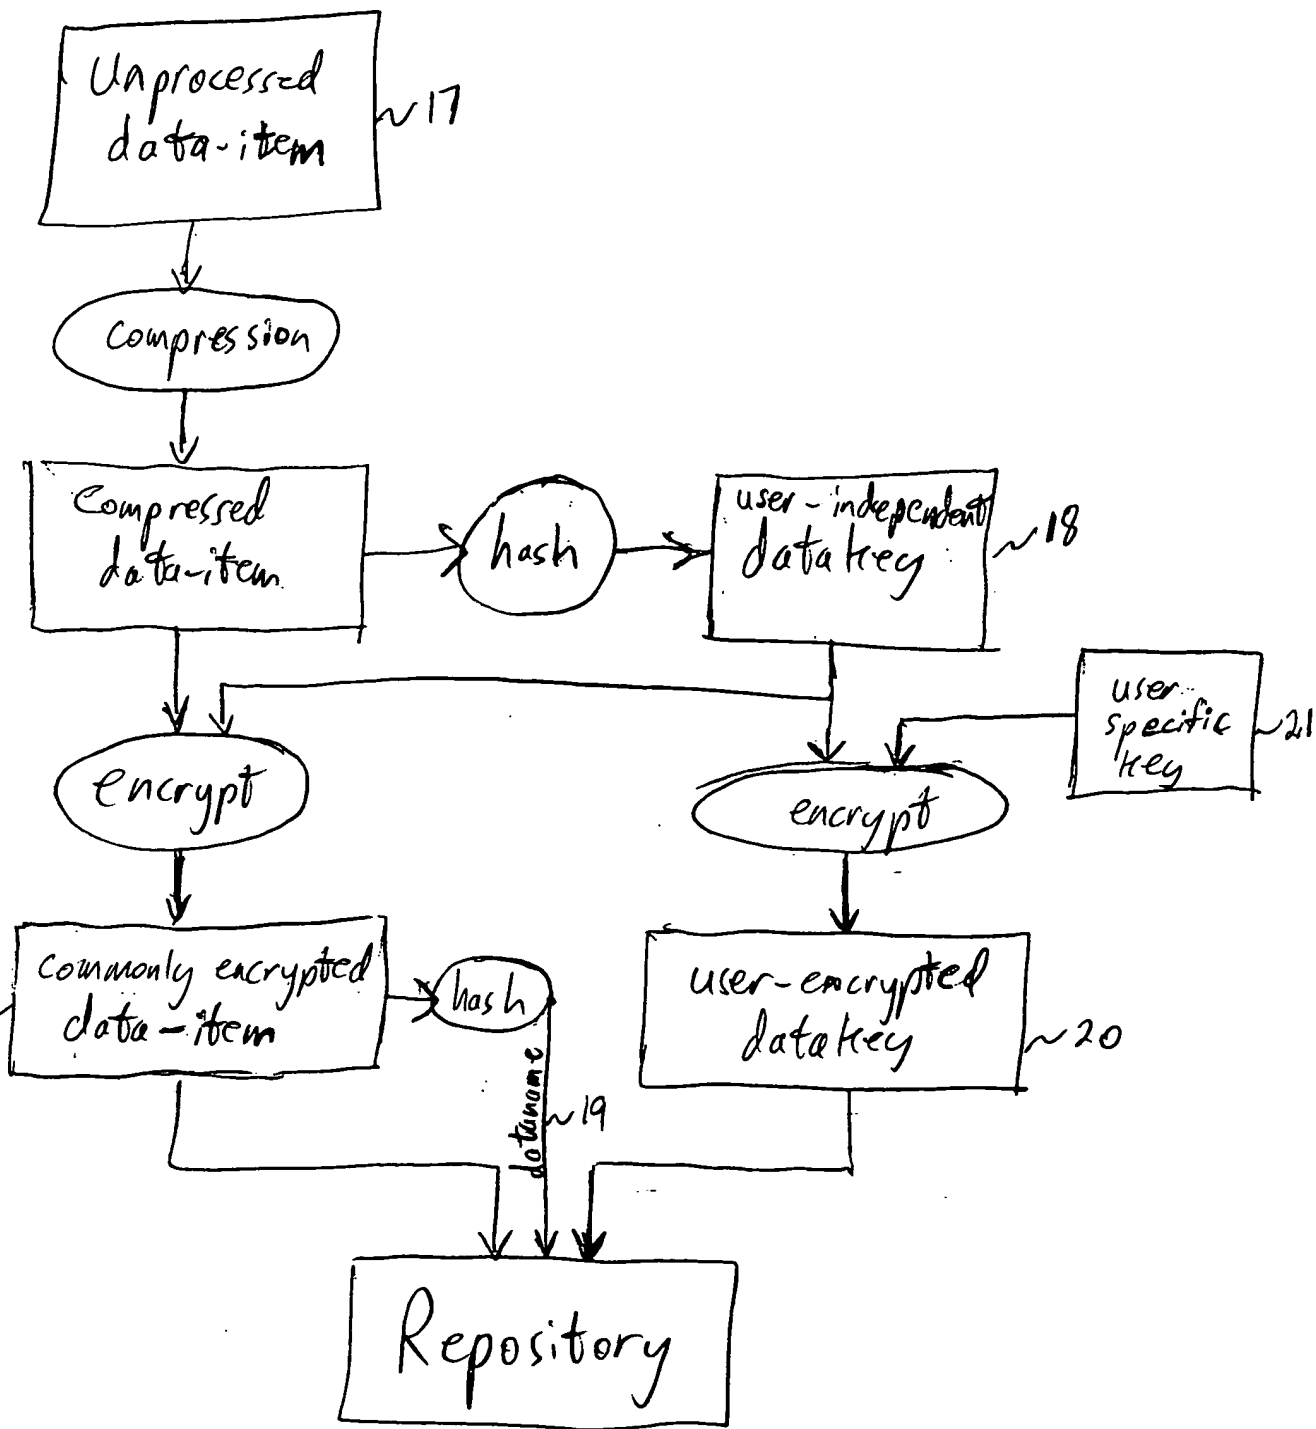 Unprocessed
data-item
17
Compression
Compressed
data-item
hash
user-independent
datakey
18
user
specific
key
21
encrypt
encrypt
commonly encrypted
data-item
hash
dataname
19
user-encrypted
datakey
20
Repository